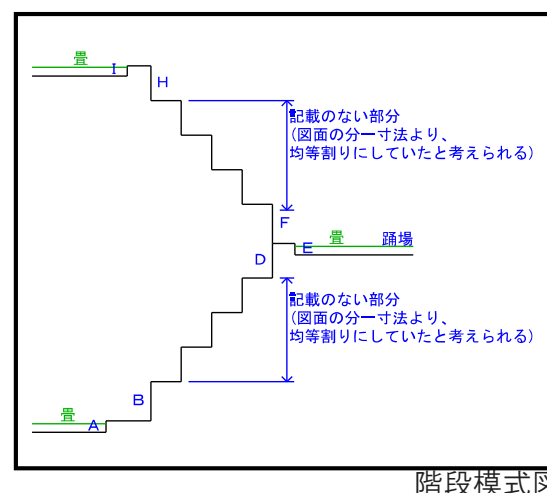 畳
I
H
記載のない部分
(図面の分一寸法より、
均等割りにしていたと考えられる)
F
E
畳
踊場
D
記載のない部分
(図面の分一寸法より、
均等割りにしていたと考えられる)
B
畳
A
階段模式図